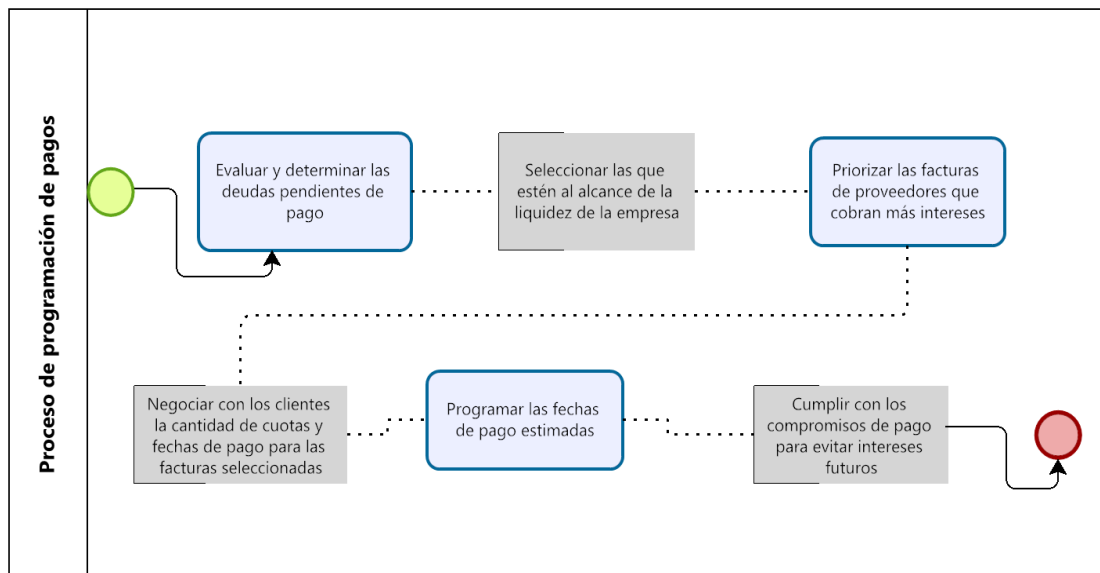 Proceso de programación de pagos
Evaluar y determinar las
deudas pendientes de
pago
Seleccionar las que
estén al alcance de la
liquidez de la empresa
Priorizar las facturas
de proveedores que
cobran más intereses
Negociar con los clientes
la cantidad de cuotas y
fechas de pago para las
facturas seleccionadas
Programar las fechas
de pago estimadas
Cumplir con los
compromisos de pago
para evitar intereses
futuros